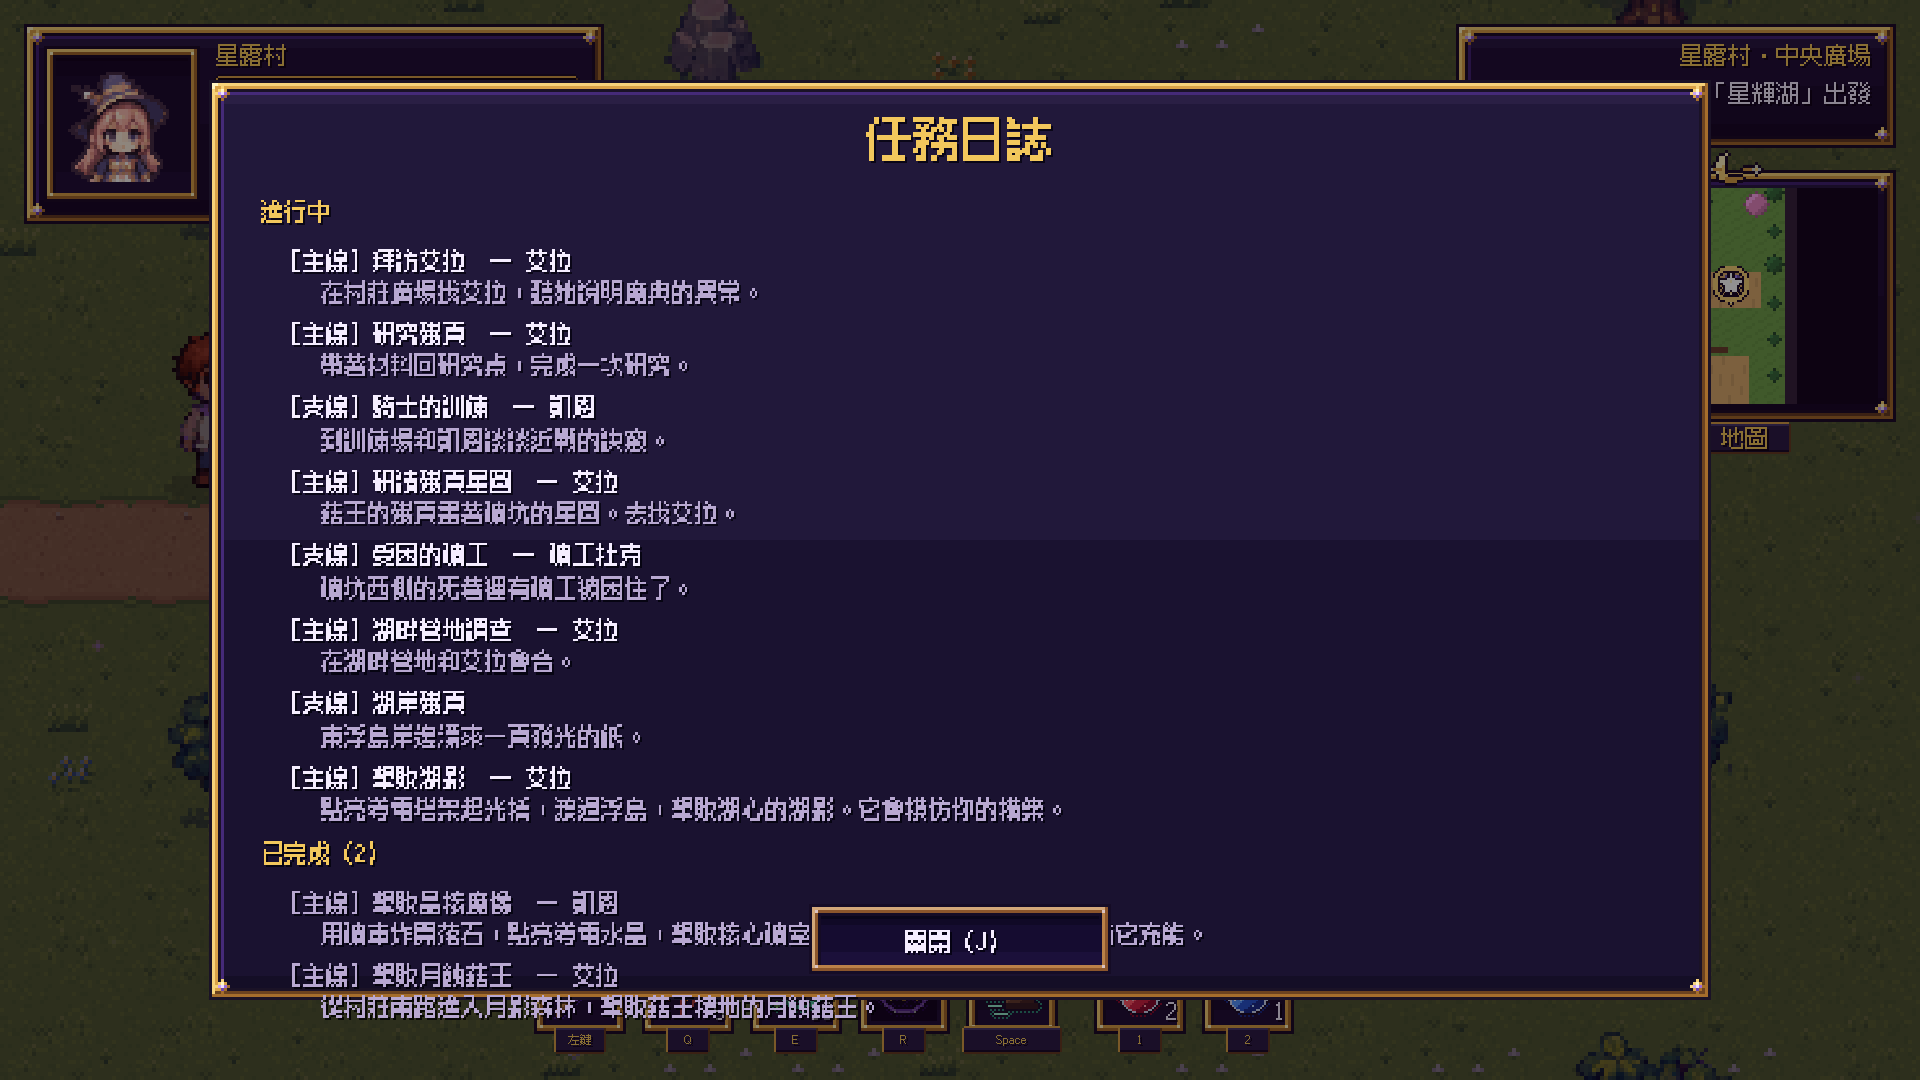 星露村
星露村・中央廣場
「星輝湖」出發
地圖
任務日誌
進行中
[主線] 拜訪艾拉 — 艾拉
在村莊廣場找艾拉，聽她說明魔典的異常。
[主線] 研究殘頁 — 艾拉
帶著材料回研究点，完成一次研究。
[支線] 騎士的訓練 — 凱恩
到訓練場和凱恩談談近戰的訣竅。
[主線] 研讀殘頁星圖 — 艾拉
菇王的殘頁畫著礦坑的星圖。去找艾拉。
[支線] 受困的礦工 — 礦工杜克
礦坑西側的死巷裡有礦工被困住了。
[主線] 湖畔營地調查 — 艾拉
在湖畔營地和艾拉會合。
[支線] 湖岸殘頁
東浮島岸邊漂來一頁發光的紙。
[主線] 擊敗湖影 — 艾拉
點亮導電塔架起光橋，渡過浮島，擊敗湖心的湖影。它會模仿你的構築。
已完成 (2)
[主線] 擊敗晶核魔像 — 凱恩
用礦車炸開落石，點亮導電水晶，擊敗核心礦室 它充能。
關閉 (J)
[主線] 擊敗月蝕菇王 — 艾拉
從村莊南路進入月影森林，擊敗菇王棲地的月蝕菇王。
2
1
左鍵
Q
E
R
Space
1
2